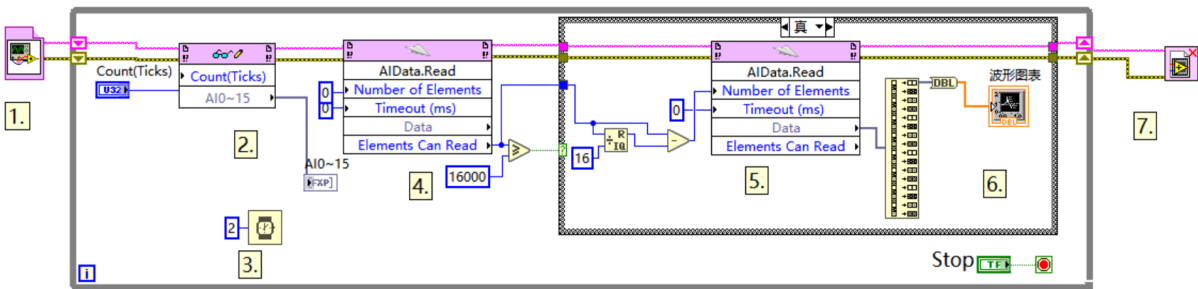 真
Count(Ticks)
U32
Count(Ticks)
AI0~15
AI0~15
FXP
AIData.Read
Number of Elements
Timeout (ms)
Data
Elements Can Read
0
0
16000
16
R
IQ
0
AIData.Read
Number of Elements
Timeout (ms)
Data
Elements Can Read
DBL
波形图表
DBL
1.
2.
2
3.
4.
5.
6.
7.
i
?
Stop
TF